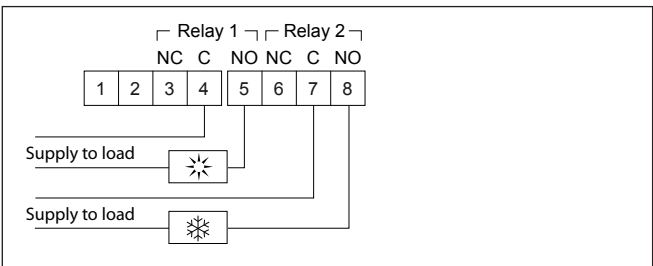 Relay 1 Relay 2
NC C NO NC C NO
1 2 3 4 5 6 7 8
Supply to load
Supply to load